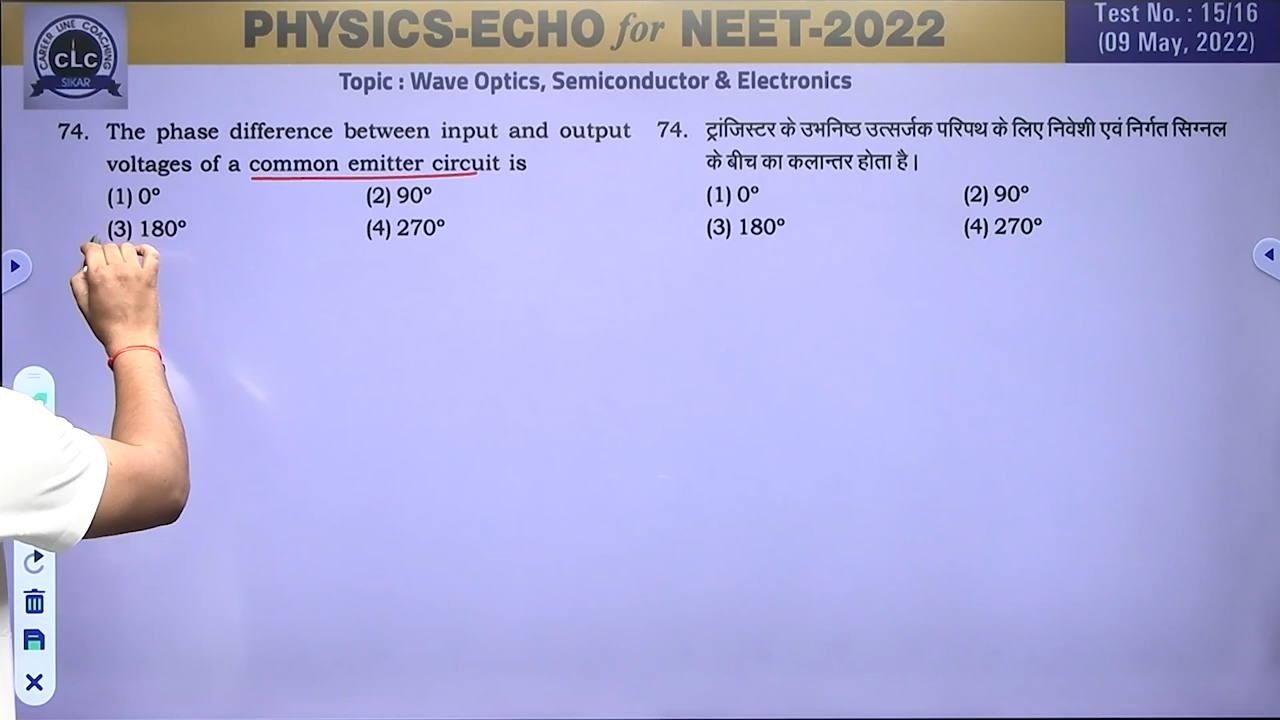 PHYSICS-ECHO for NEET-2022
Test No. : 15/16
(09 May, 2022)
CAREER LINE COACHING
CLC
SIKAR
Topic : Wave Optics, Semiconductor & Electronics
74. The phase difference between input and output
voltages of a common emitter circuit is
(1) 0° (2) 90°
(3) 180° (4) 270°
74. ट्रांजिस्टर के उभनिष्ठ उत्सर्जक परिपथ के लिए निवेशी एवं निर्गत सिग्नल
के बीच का कलान्तर होता है।
(1) 0° (2) 90°
(3) 180° (4) 270°